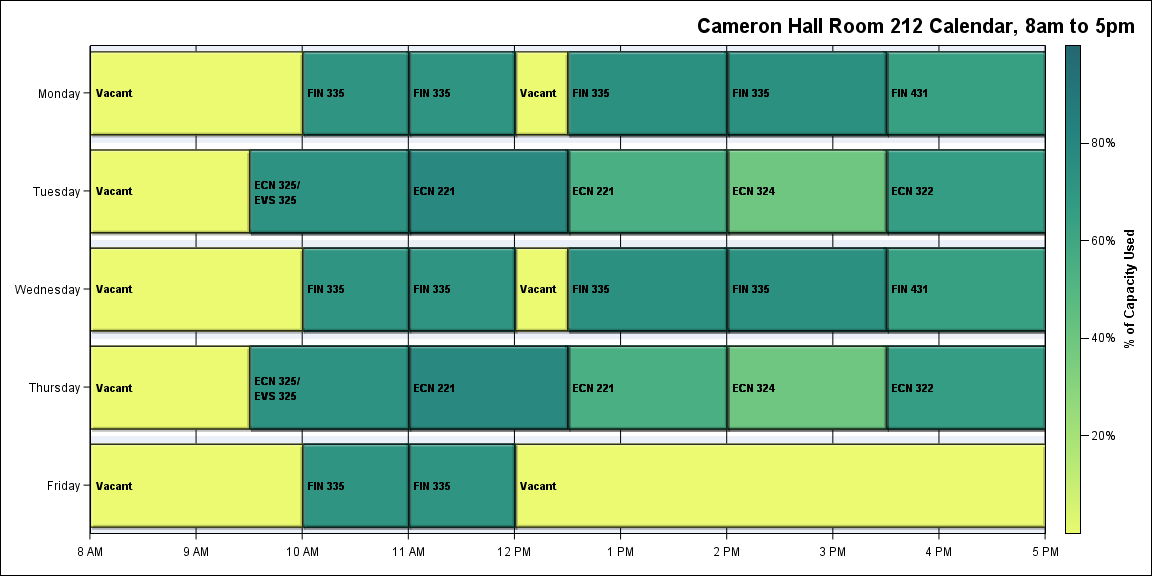 Cameron Hall Room 212 Calendar, 8am to 5pm
Monday
Vacant
FIN 335
FIN 335
Vacant
FIN 335
FIN 335
FIN 431
Tuesday
Vacant
ECN 325/
EVS 325
ECN 221
ECN 221
ECN 324
ECN 322
Wednesday
Vacant
FIN 335
FIN 335
Vacant
FIN 335
FIN 335
FIN 431
Thursday
Vacant
ECN 325/
EVS 325
ECN 221
ECN 221
ECN 324
ECN 322
Friday
Vacant
FIN 335
FIN 335
Vacant
8 AM
9 AM
10 AM
11 AM
12 PM
1 PM
2 PM
3 PM
4 PM
5 PM
80%
60%
40%
20%
% of Capacity Used